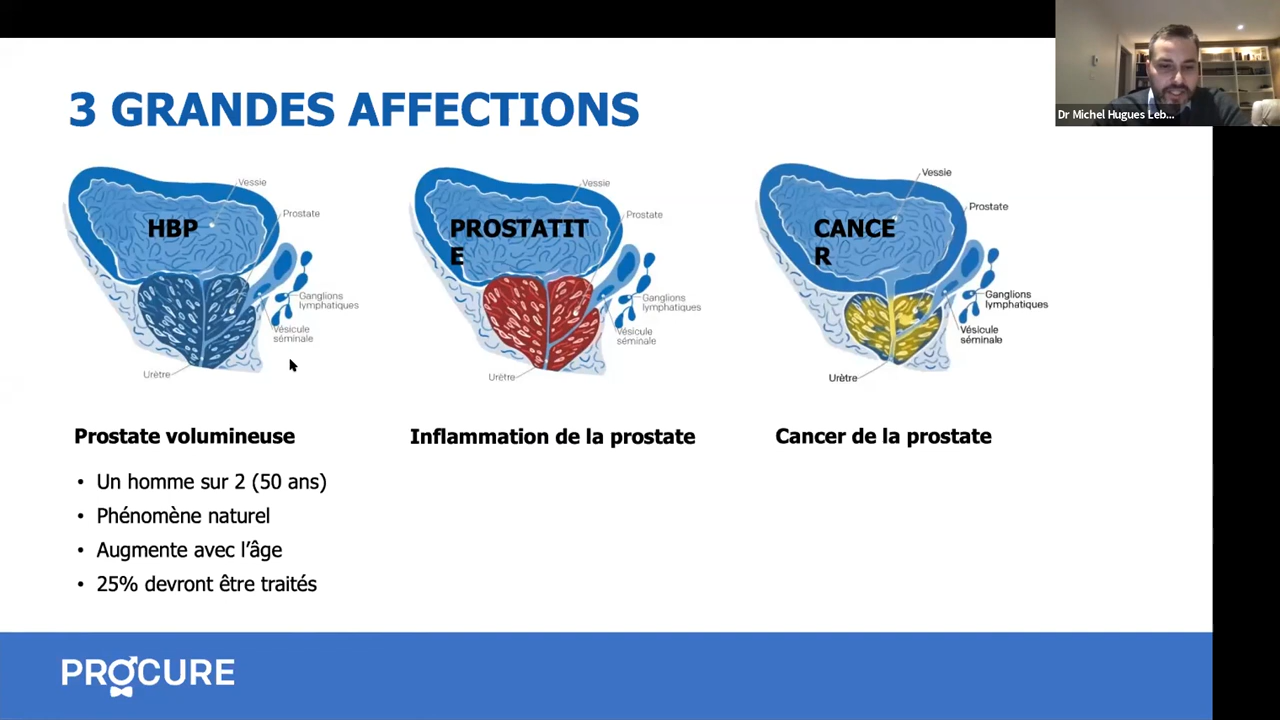 Dr Michel Hugues Leb...
3 GRANDES AFFECTIONS
Vessie
HBP
Prostate
Ganglions
lymphatiques
Vésicule
séminale
Urètre
Vessie
PROSTATIT
E
Prostate
Ganglions
lymphatiques
Vésicule
séminale
Urètre
Vessie
CANCE
R
Prostate
Ganglions
lymphatiques
Vésicule
séminale
Urètre
Prostate volumineuse
• Un homme sur 2 (50 ans)
• Phénomène naturel
• Augmente avec l’âge
• 25% devront être traités
Inflammation de la prostate
Cancer de la prostate
PROCURE